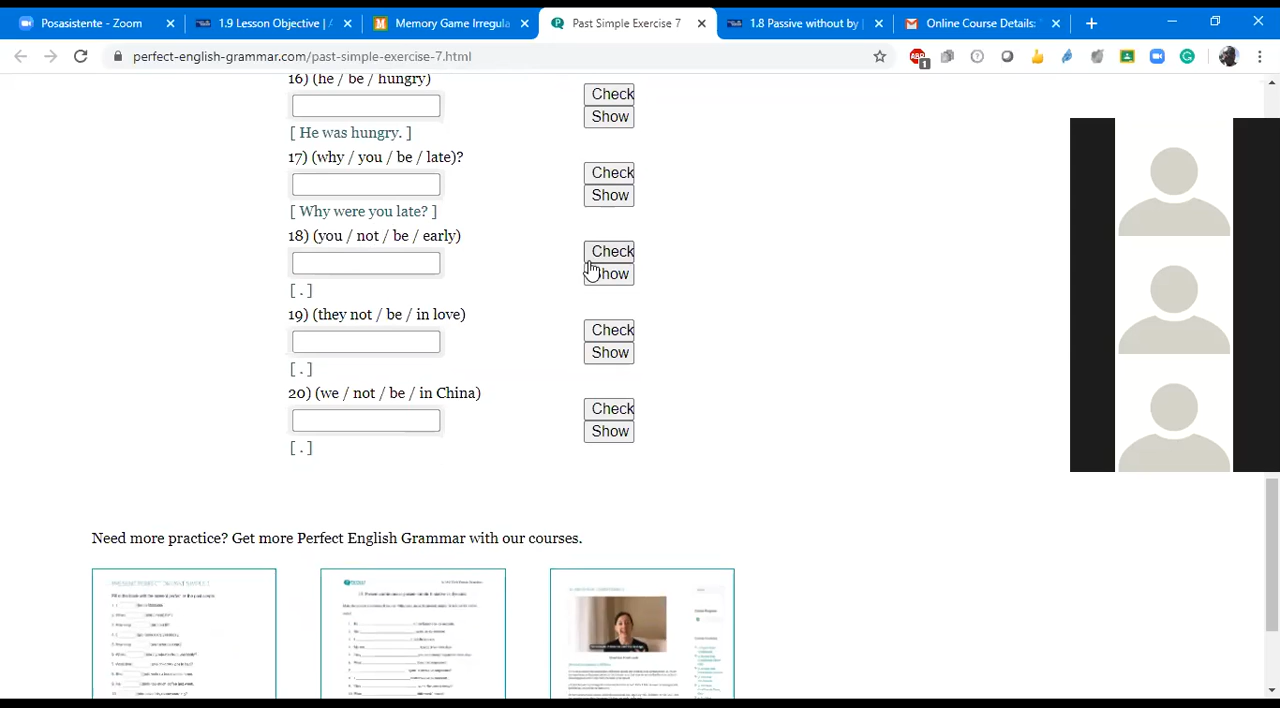 Posasistente - Zoom
1.9 Lesson Objective | A
Memory Game Irregula
Past Simple Exercise 7
1.8 Passive without by |
Online Course Details:
perfect-english-grammar.com/past-simple-exercise-7.html
ABP
1
16) (he / be / hungry)
Check
Show
[ He was hungry. ]
17) (why / you / be / late)?
Check
Show
[ Why were you late? ]
18) (you / not / be / early)
Check
Show
[ . ]
19) (they not / be / in love)
Check
Show
[ . ]
20) (we / not / be / in China)
Check
Show
[ . ]
Need more practice? Get more Perfect English Grammar with our courses.